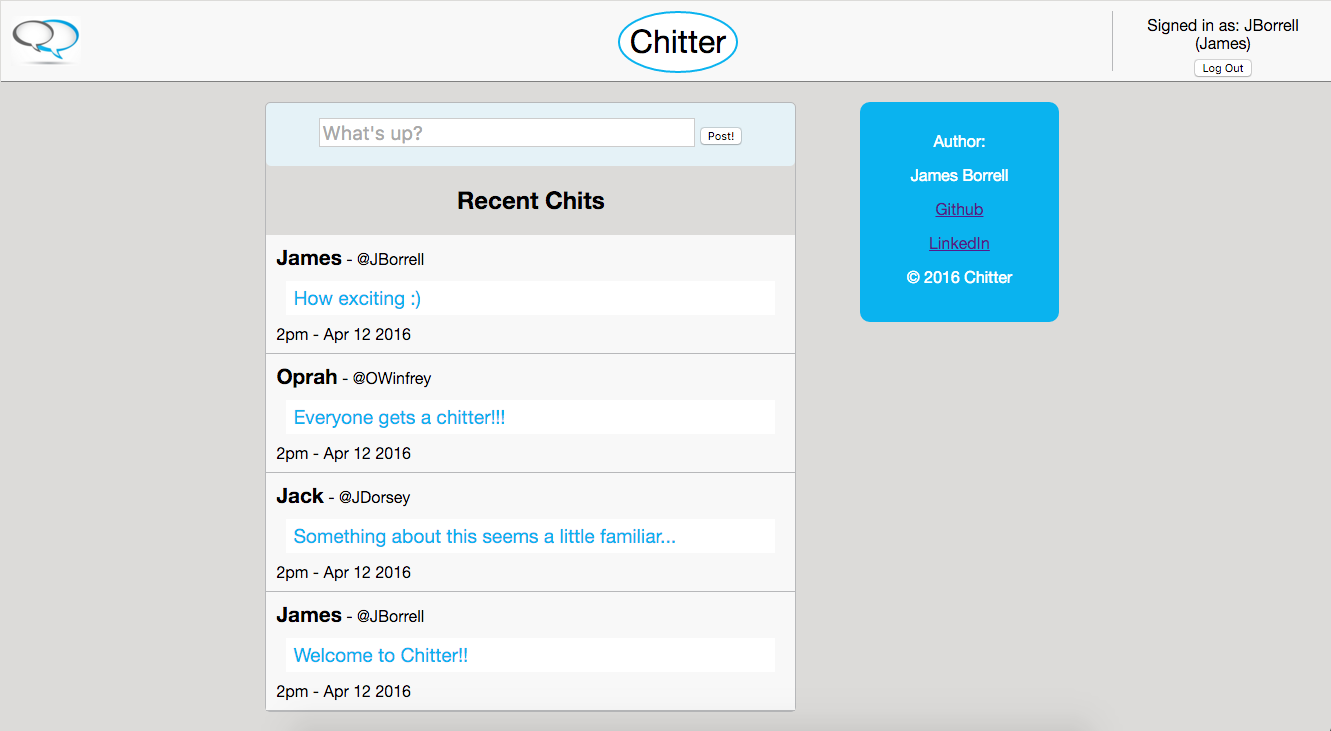 Chitter
Signed in as: JBorrell
(James)
Log Out
What's up?
Post!
Recent Chits
James - @JBorrell
How exciting :)
2pm - Apr 12 2016
Oprah - @OWinfrey
Everyone gets a chitter!!!
2pm - Apr 12 2016
Jack - @JDorsey
Something about this seems a little familiar...
2pm - Apr 12 2016
James - @JBorrell
Welcome to Chitter!!
2pm - Apr 12 2016
Author:
James Borrell
Github
LinkedIn
© 2016 Chitter